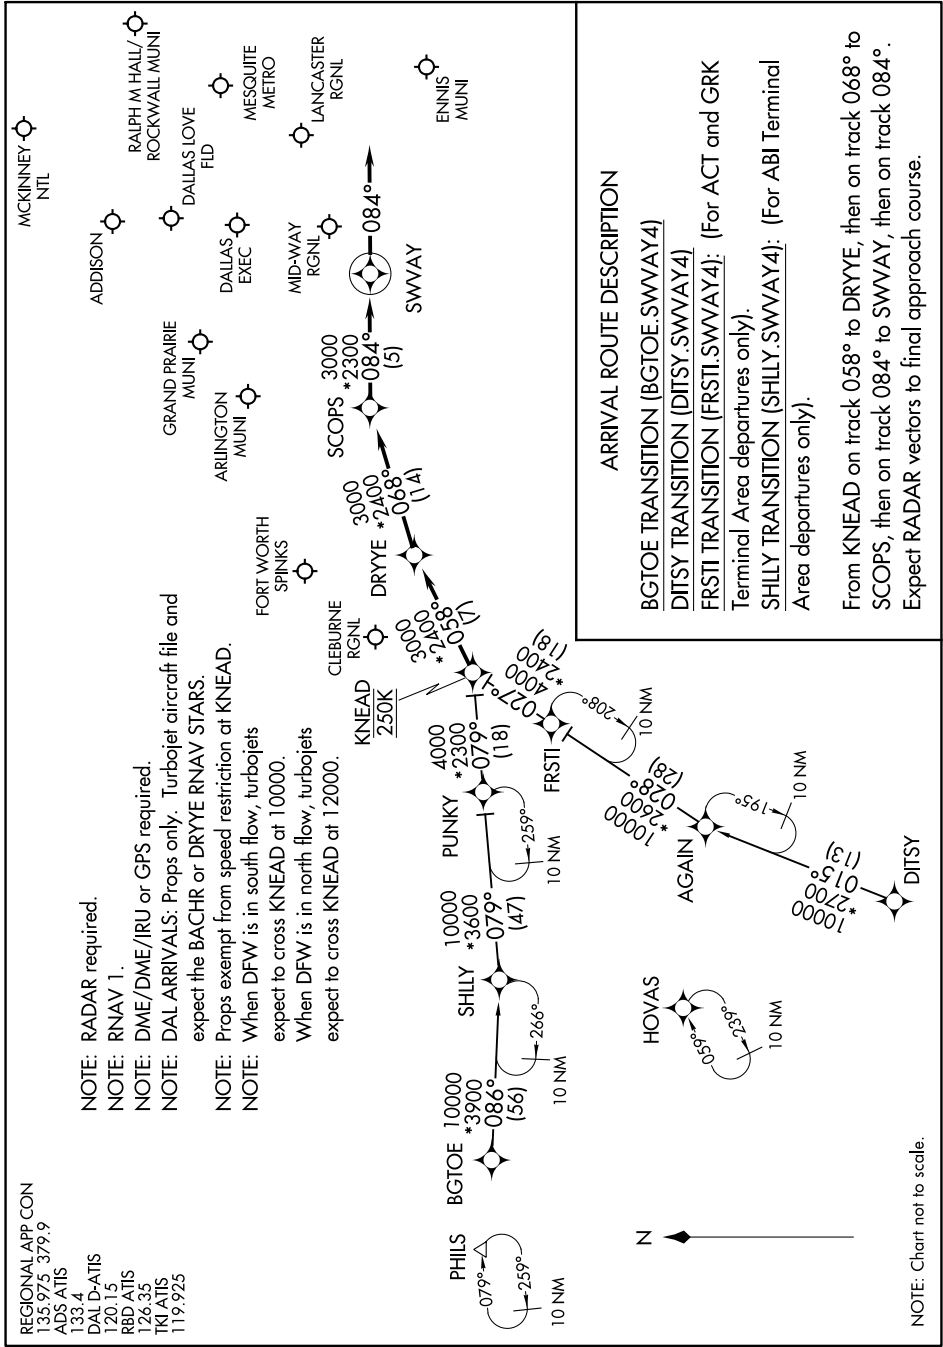 REGIONAL APP CON
135.975 379.9
ADS ATIS
133.4
DAL D-ATIS
120.15
RBD ATIS
126.35
TKI ATIS
119.925
NOTE: RADAR required.
NOTE: RNAV 1.
NOTE: DME/DME/IRU or GPS required.
NOTE: DAL ARRIVALS: Props only. Turbojet aircraft file and
expect the BACHR or DRYYE RNAV STARS.
NOTE: Props exempt from speed restriction at KNEAD.
NOTE: When DFW is in south flow, turbojets
expect to cross KNEAD at 10000.
When DFW is in north flow, turbojets
expect to cross KNEAD at 12000.
MCKINNEY
NTL
RALPH M HALL/
ROCKWALL MUNI
ADDISON
DALLAS LOVE
FLD
MESQUITE
METRO
DALLAS
EXEC
LANCASTER
RGNL
MID-WAY
RGNL
ENNIS
MUNI
GRAND PRAIRIE
MUNI
ARLINGTON
MUNI
FORT WORTH
SPINKS
CLEBURNE
RGNL
PHILS
079°
259°
10 NM
BGTOE
10000
*3900
086°
(56)
SHLLY
266°
10 NM
10000
*3600
079°
(47)
PUNKY
259°
10 NM
4000
*2300
079°
(18)
KNEAD
250K
3000
*2400
058°
(7)
DRYYE
3000
*2400
068°
(14)
SCOPS
3000
*2300
084°
(5)
SWVAY
084°
FRSTI
4000
*2400
027°
(18)
208°
10 NM
10000
*2600
028°
(28)
AGAIN
195°
10 NM
10000
*2700
015°
(13)
DITSY
HOVAS
059°
239°
10 NM
N
NOTE: Chart not to scale.
ARRIVAL ROUTE DESCRIPTION
BGTOE TRANSITION (BGTOE.SWVAY4)
DITSY TRANSITION (DITSY.SWVAY4)
FRSTI TRANSITION (FRSTI.SWVAY4): (For ACT and GRK
Terminal Area departures only).
SHLLY TRANSITION (SHLLY.SWVAY4): (For ABI Terminal
Area departures only).
From KNEAD on track 058° to DRYYE, then on track 068° to
SCOPS, then on track 084° to SWVAY, then on track 084°.
Expect RADAR vectors to final approach course.